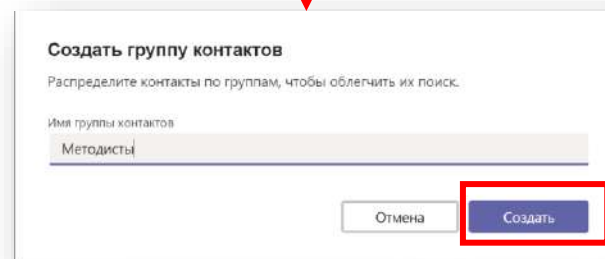 Создать группу контактов
Распределите контакты по группам, чтобы облегчить их поиск.
Имя группы контактов
Методисты
Отмена
Создать